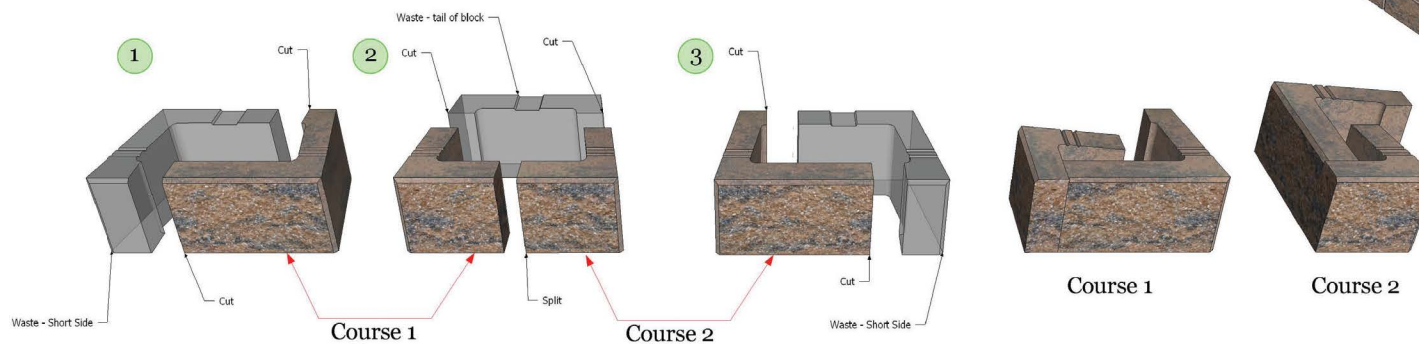 1
Cut
Waste - Short Side
Cut
2
Waste - tail of block
Cut
Cut
Split
3
Cut
Cut
Waste - Short Side
Course 1
Course 2
Course 1
Course 2